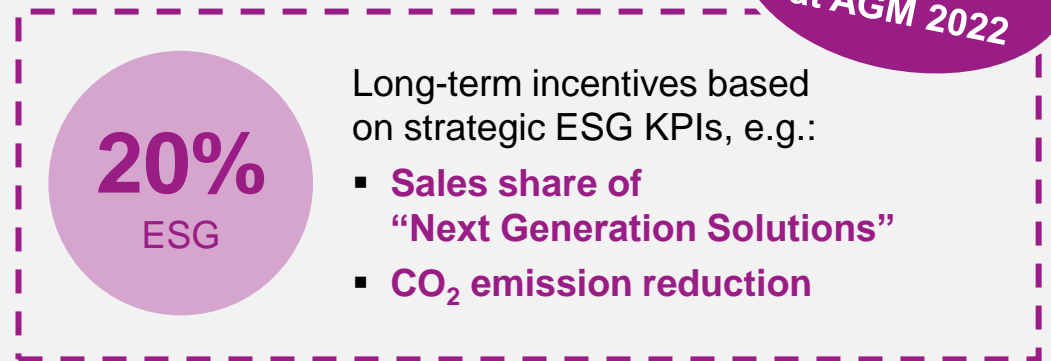 at AGM 2022
20%
ESG
Long-term incentives based
on strategic ESG KPIs, e.g.:
▪ Sales share of
“Next Generation Solutions”
▪ CO₂ emission reduction